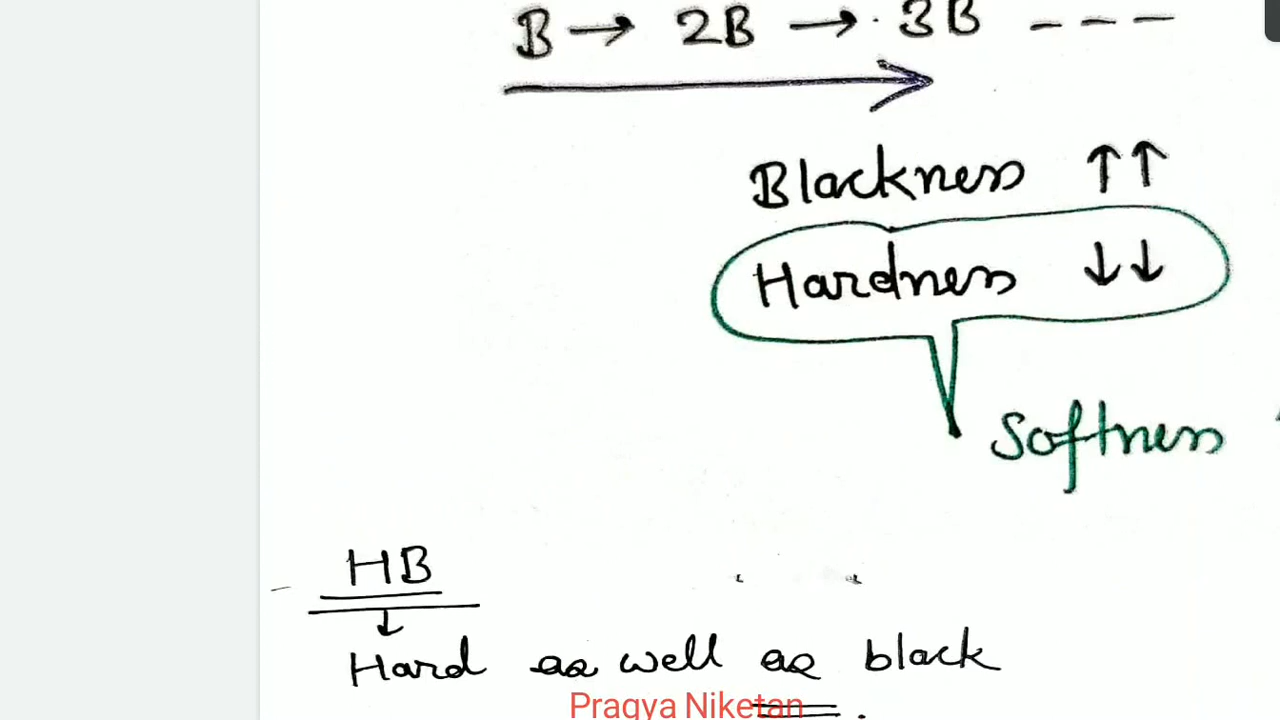 B → 2B → 3B - - -
Blackness ↑↑
Hardness ↓↓
Softness
HB
↓
Hard as well as black.
Pragya Niketan